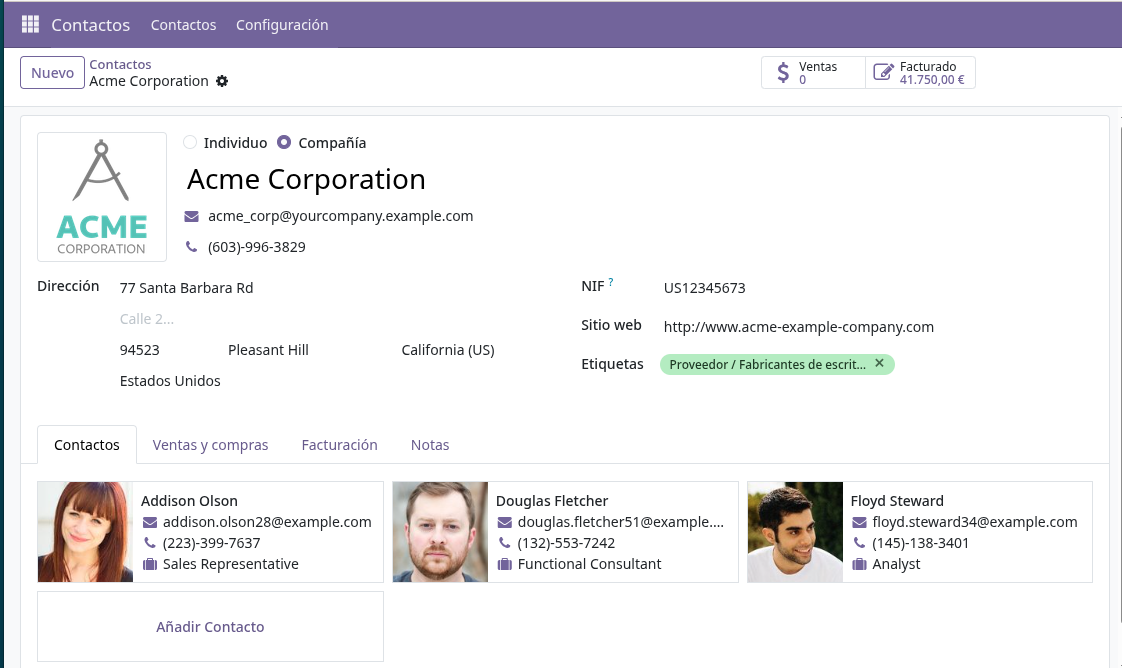 Contactos Contactos Configuración
Nuevo
Contactos
Acme Corporation
Ventas
0
Facturado
41.750,00 €
ACME
CORPORATION
Individuo Compañía
Acme Corporation
acme_corp@yourcompany.example.com
(603)-996-3829
Dirección
77 Santa Barbara Rd
Calle 2...
94523 Pleasant Hill California (US)
Estados Unidos
NIF ? US12345673
Sitio web http://www.acme-example-company.com
Etiquetas Proveedor / Fabricantes de escrit...
Contactos Ventas y compras Facturación Notas
Addison Olson
addison.olson28@example.com
(223)-399-7637
Sales Representative
Douglas Fletcher
douglas.fletcher51@example....
(132)-553-7242
Functional Consultant
Floyd Steward
floyd.steward34@example.com
(145)-138-3401
Analyst
Añadir Contacto